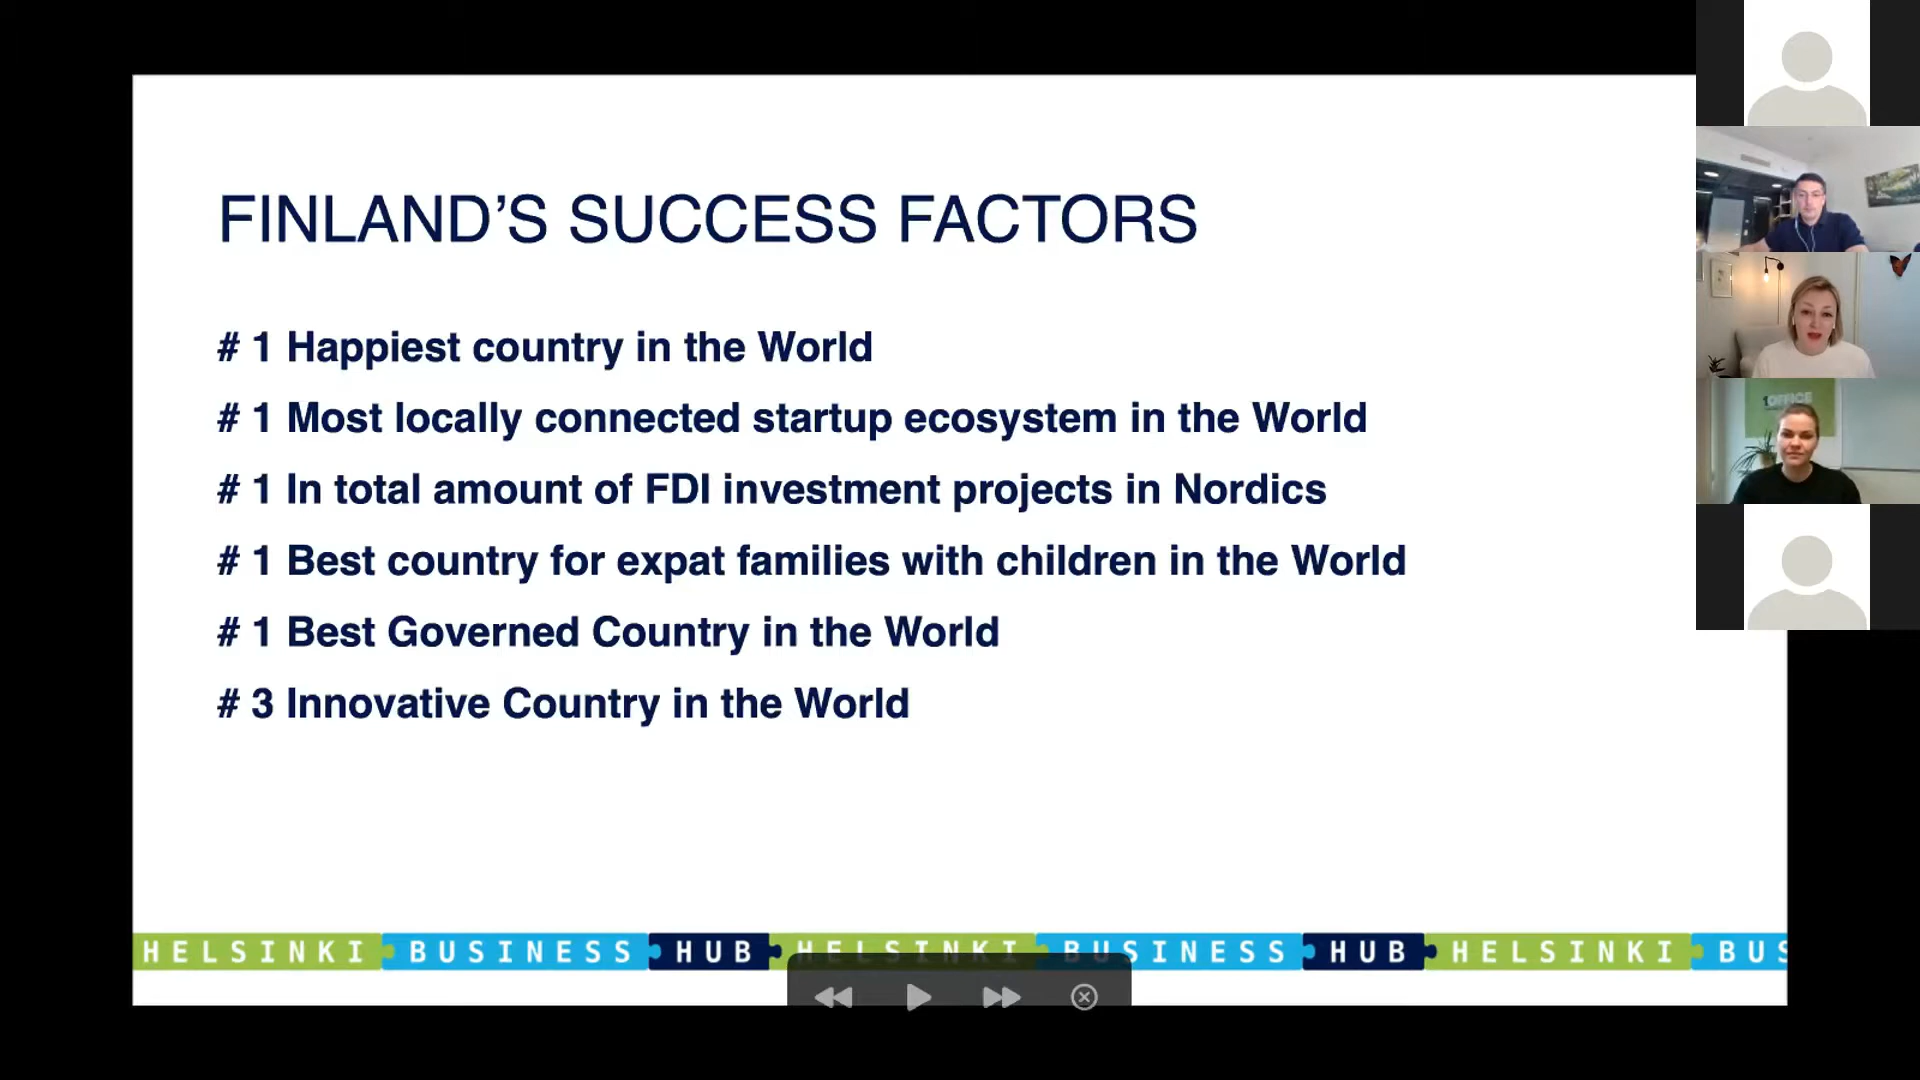 FINLAND’S SUCCESS FACTORS
# 1 Happiest country in the World
# 1 Most locally connected startup ecosystem in the World
# 1 In total amount of FDI investment projects in Nordics
# 1 Best country for expat families with children in the World
# 1 Best Governed Country in the World
# 3 Innovative Country in the World
HELSINKI BUSINESS HUB HELSINKI BUSINESS HUB HELSINKI BUS
1OFFICE